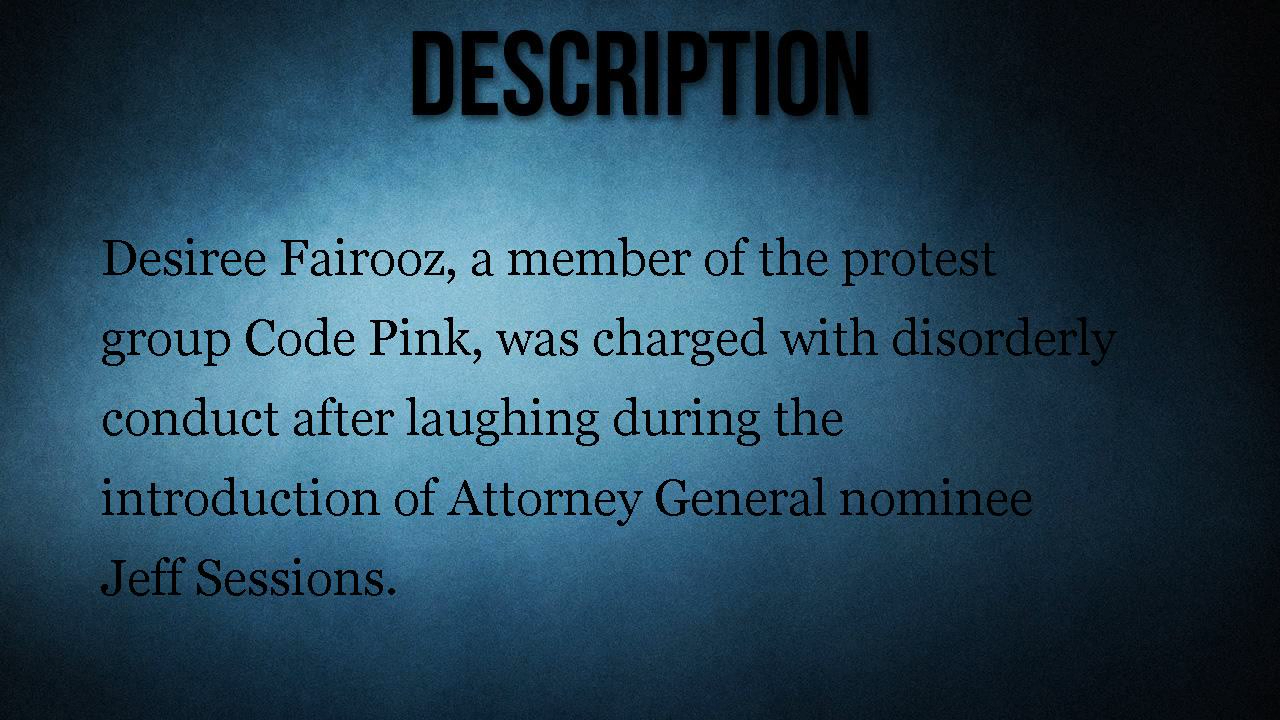 DESCRIPTION
Desiree Fairooz, a member of the protest
group Code Pink, was charged with disorderly
conduct after laughing during the
introduction of Attorney General nominee
Jeff Sessions.